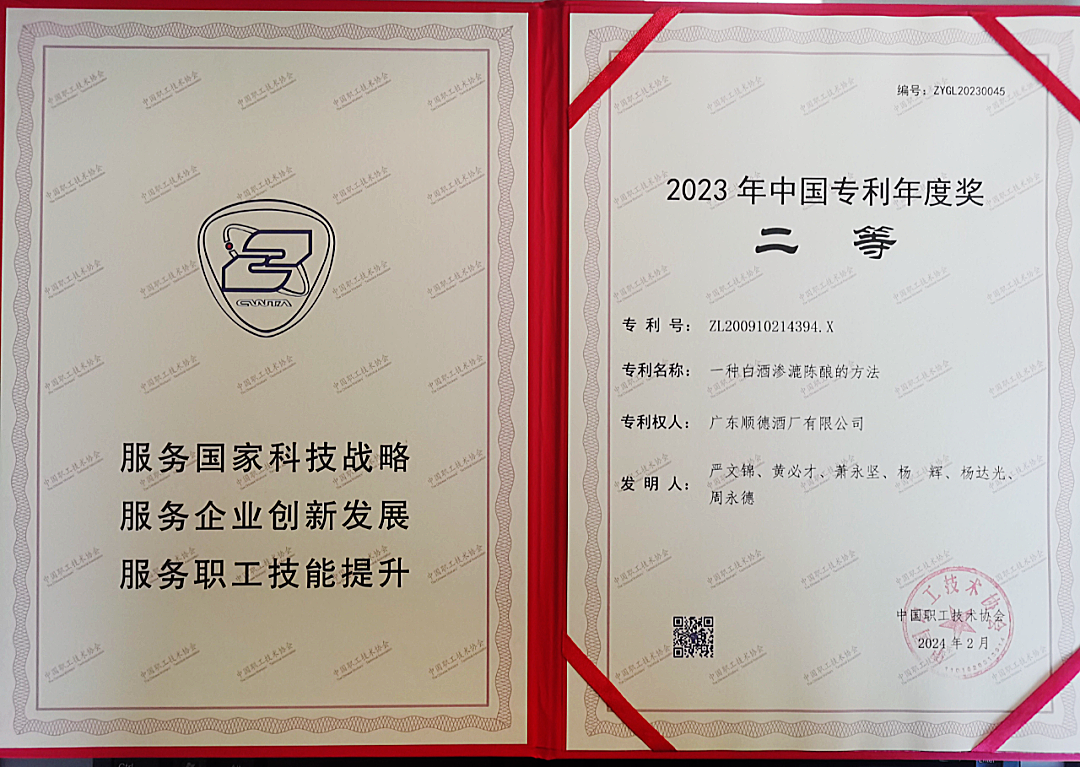 CWTA
服务国家科技战略
服务企业创新发展
服务职工技能提升
编号：ZYGL20230045
2023年中国专利年度奖
二 等
专 利 号： ZL200910214394.X
专利名称： 一种白酒渗漉陈酿的方法
专利权人： 广东顺德酒厂有限公司
发 明 人： 严文锦、黄必才、萧永坚、杨 辉、杨达光、
周永德
中国职工技术协会
2024年2月